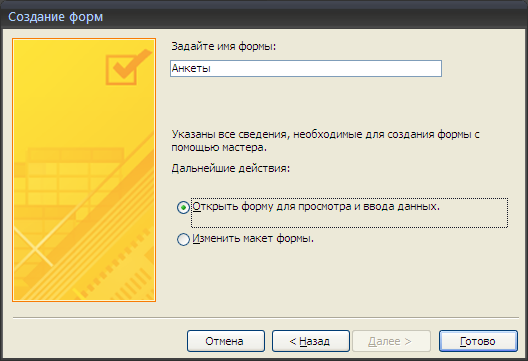 Создание форм
Задайте имя формы:
Анкеты
Указаны все сведения, необходимые для создания формы с
помощью мастера.
Дальнейшие действия:
Открыть форму для просмотра и ввода данных.
Изменить макет формы.
Отмена
< Назад
Далее >
Готово